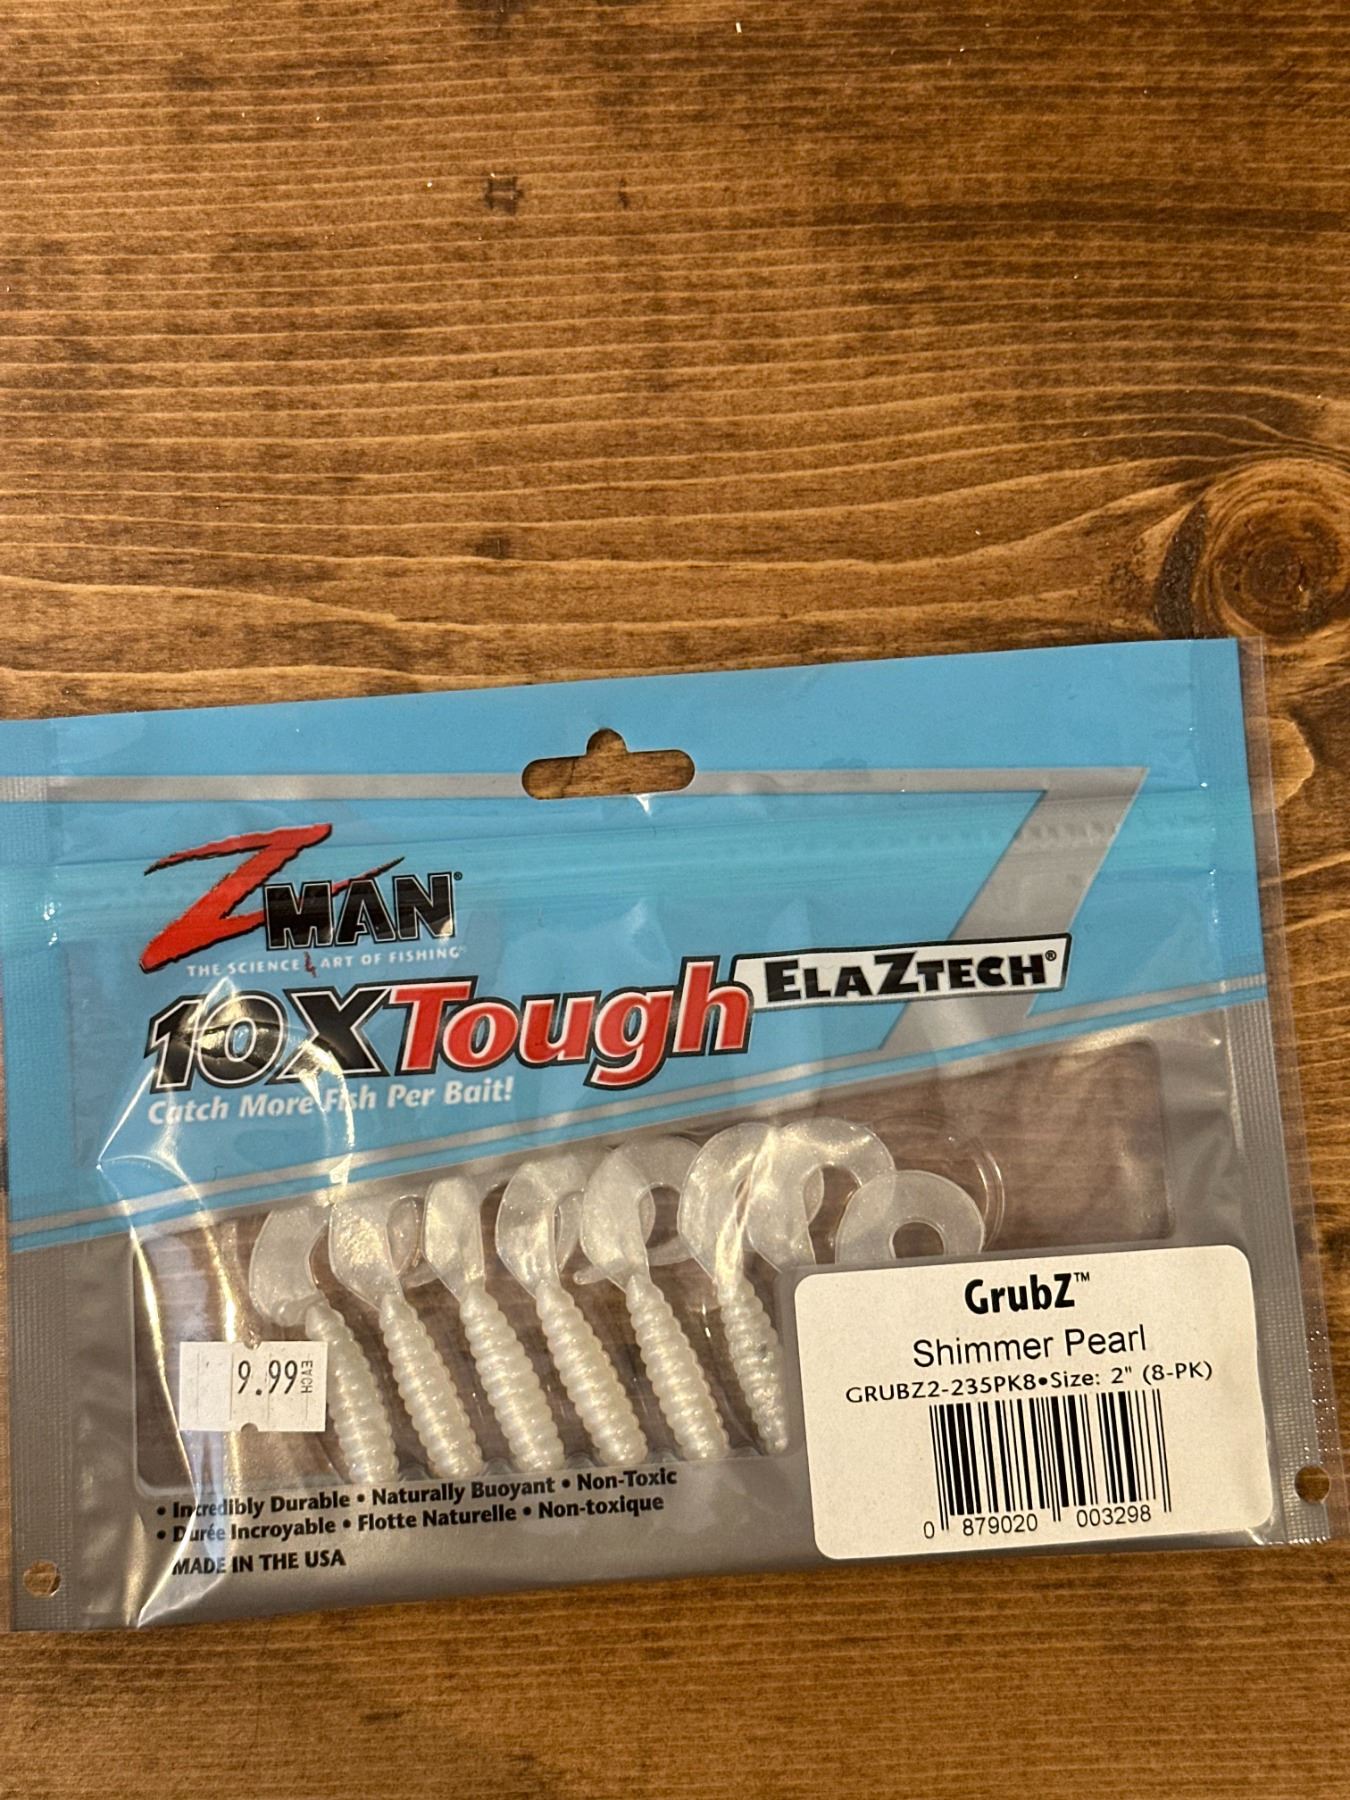 ZMAN®
THE SCIENCE & ART OF FISHING®
10X Tough ELAZTECH®
Catch More Fish Per Bait!
GrubZ™
Shimmer Pearl
GRUBZ2-235PK8•Size: 2" (8-PK)
0 879020 003298
9.99 EACH
• Incredibly Durable • Naturally Buoyant • Non-Toxic
• Durée Incroyable • Flotte Naturelle • Non-toxique
MADE IN THE USA